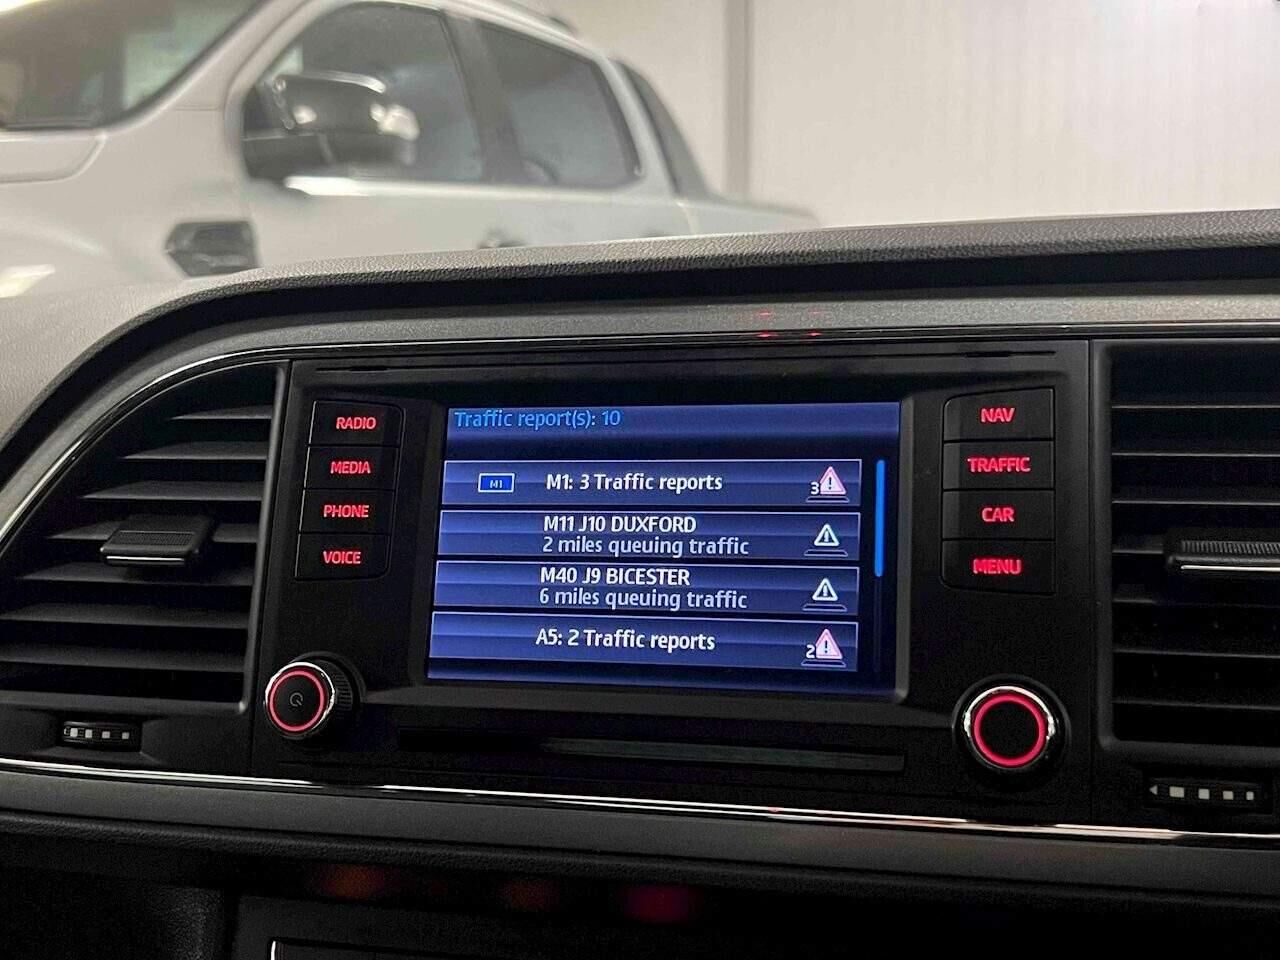 RADIO
MEDIA
PHONE
VOICE
Traffic report(s): 10
M1 M1: 3 Traffic reports 3
M11 J10 DUXFORD
2 miles queuing traffic
M40 J9 BICESTER
6 miles queuing traffic
A5: 2 Traffic reports 2
NAV
TRAFFIC
CAR
MENU